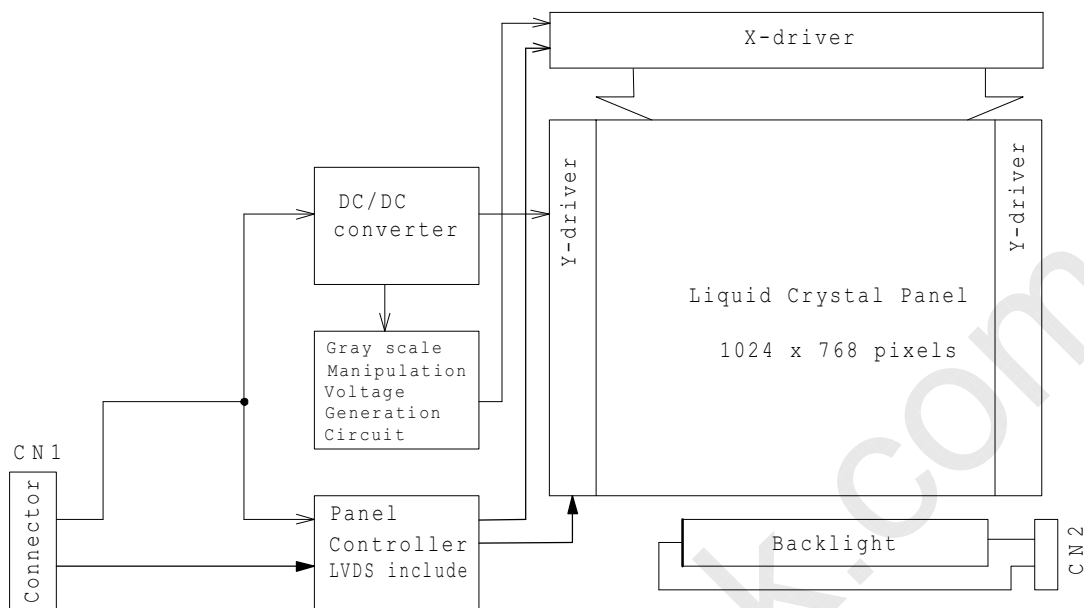 X-driver
DC/DC
converter
Y-driver
Y-driver
Liquid Crystal Panel
1024 x 768 pixels
Gray scale
Manipulation
Voltage
Generation
Circuit
CN1
Connector
Panel
Controller
LVDS include
Backlight
CN2
k.com